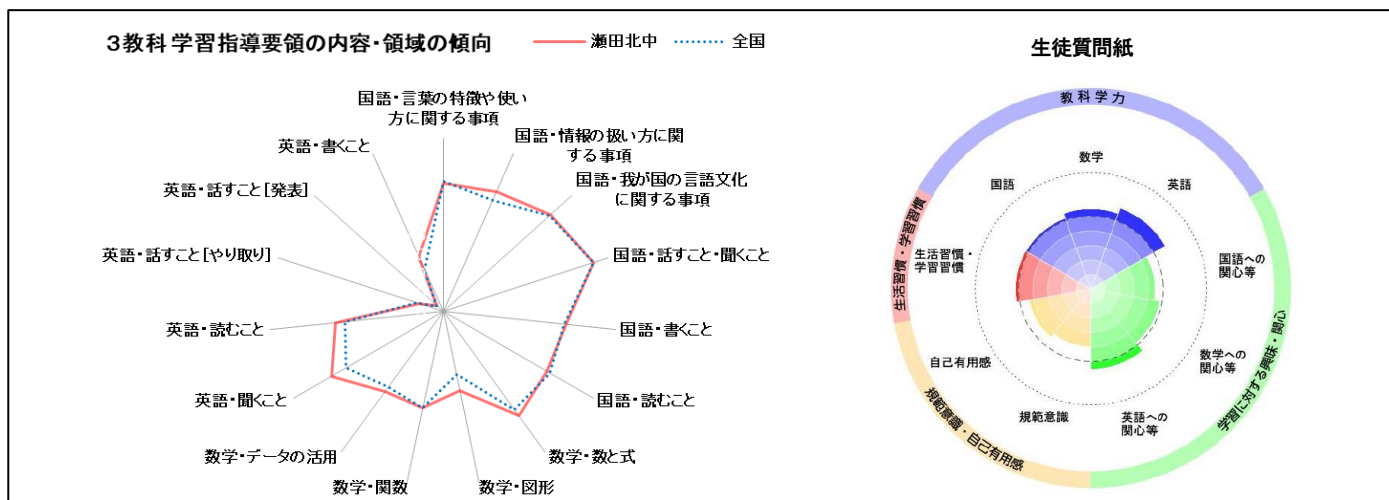 3教科 学習指導要領の内容・領域の傾向
瀬田北中
全国
国語・言葉の特徴や使い
方に関する事項
国語・情報の扱い方に関
する事項
国語・我が国の言語文化
に関する事項
国語・話すこと・聞くこと
国語・書くこと
国語・読むこと
数学・数と式
数学・図形
数学・関数
数学・データの活用
英語・聞くこと
英語・読むこと
英語・話すこと[やり取り]
英語・話すこと[発表]
英語・書くこと
生徒質問紙
教科学力
学習に対する興味・関心
規範意識・自己有用感
生活習慣・学習習慣
数学
英語
国語への
関心等
数学への
関心等
英語への
関心等
規範意識
自己有用感
生活習慣・
学習習慣
国語